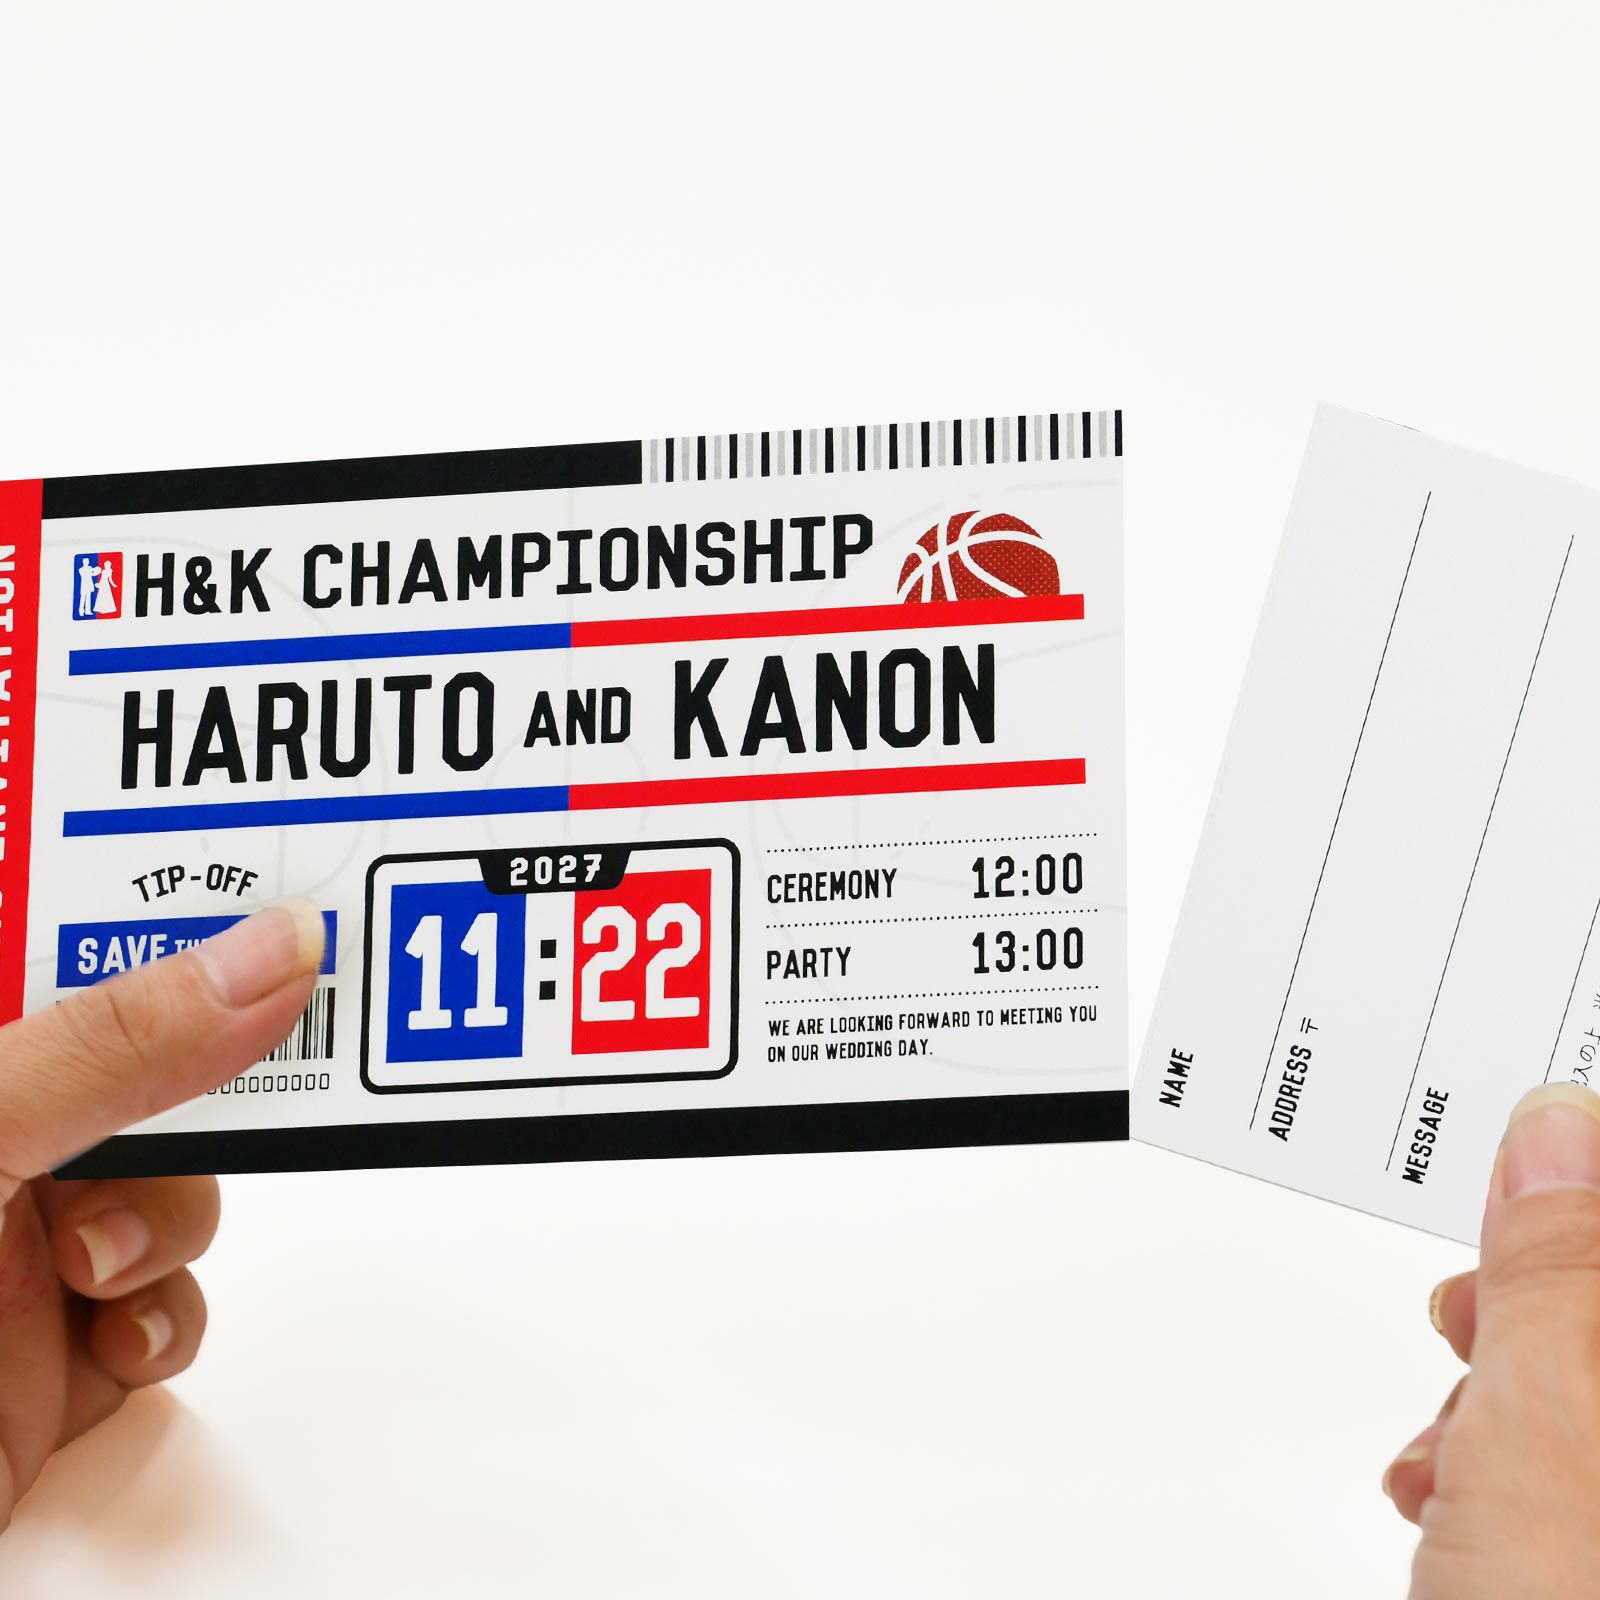 INVITATION
H&K CHAMPIONSHIP
HARUTO AND KANON
TIP-OFF
SAVE
2027
11:22
CEREMONY 12:00
PARTY 13:00
WE ARE LOOKING FORWARD TO MEETING YOU
ON OUR WEDDING DAY.
NAME
ADDRESS 〒
MESSAGE